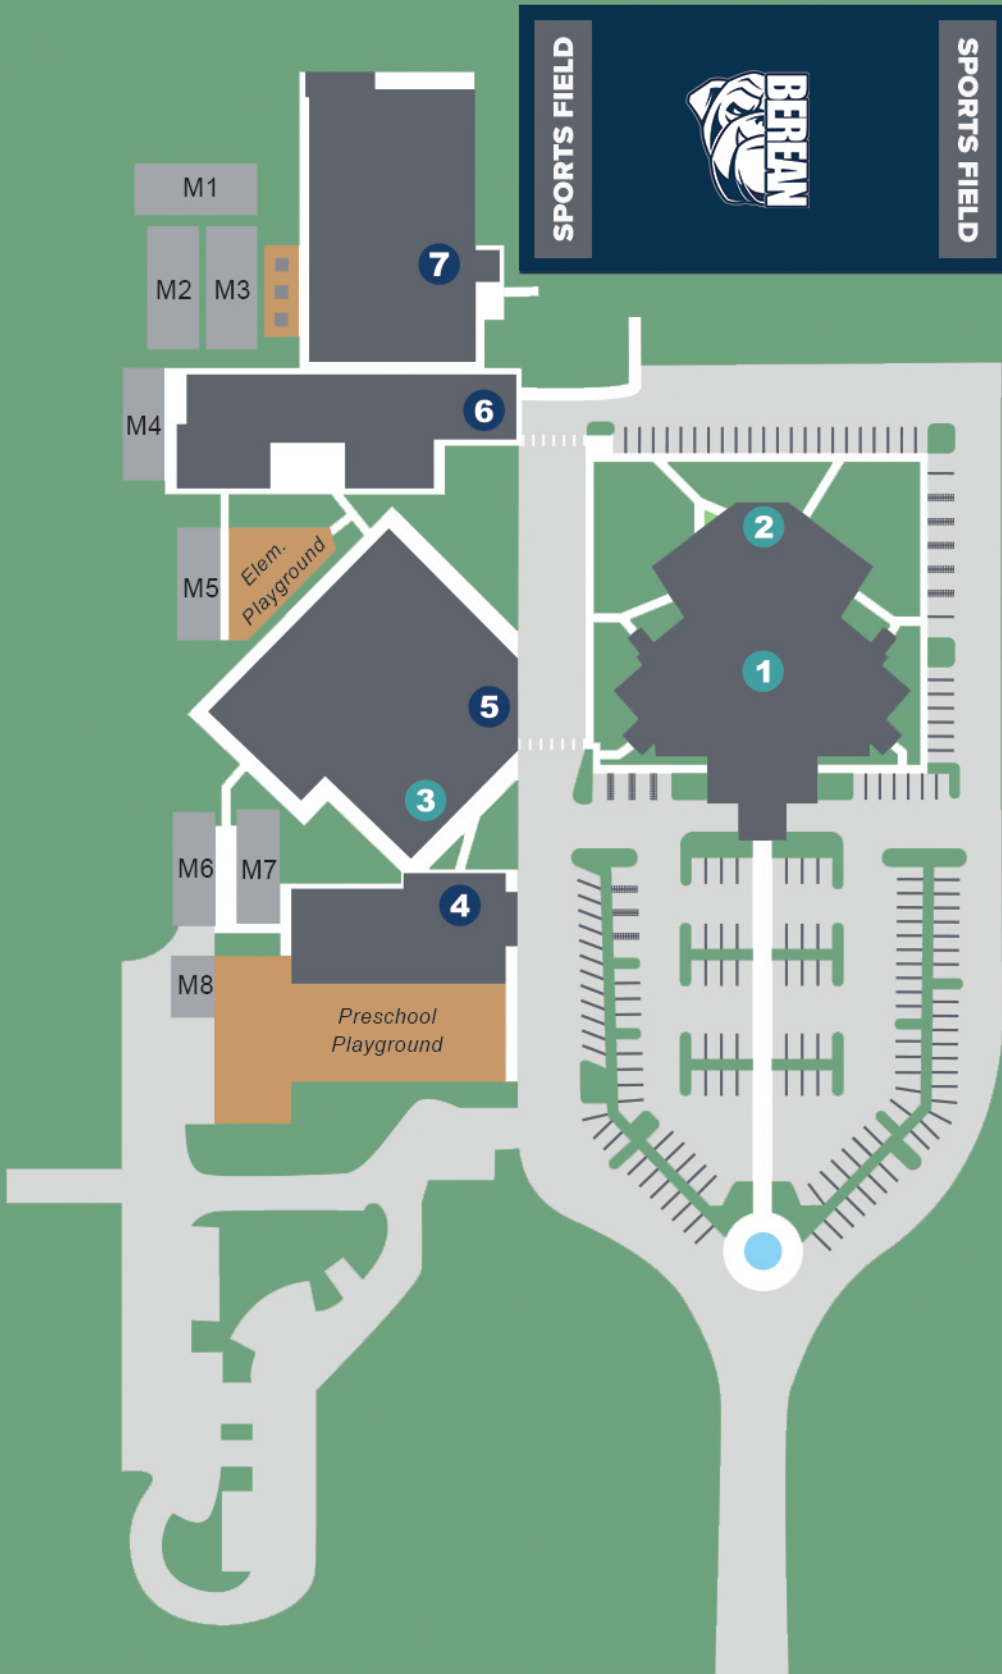 SPORTS FIELD
BEREAN
SPORTS FIELD
M1
M2
M3
7
M4
6
2
M5
Elem.
Playground
1
5
3
M6
M7
4
M8
Preschool
Playground